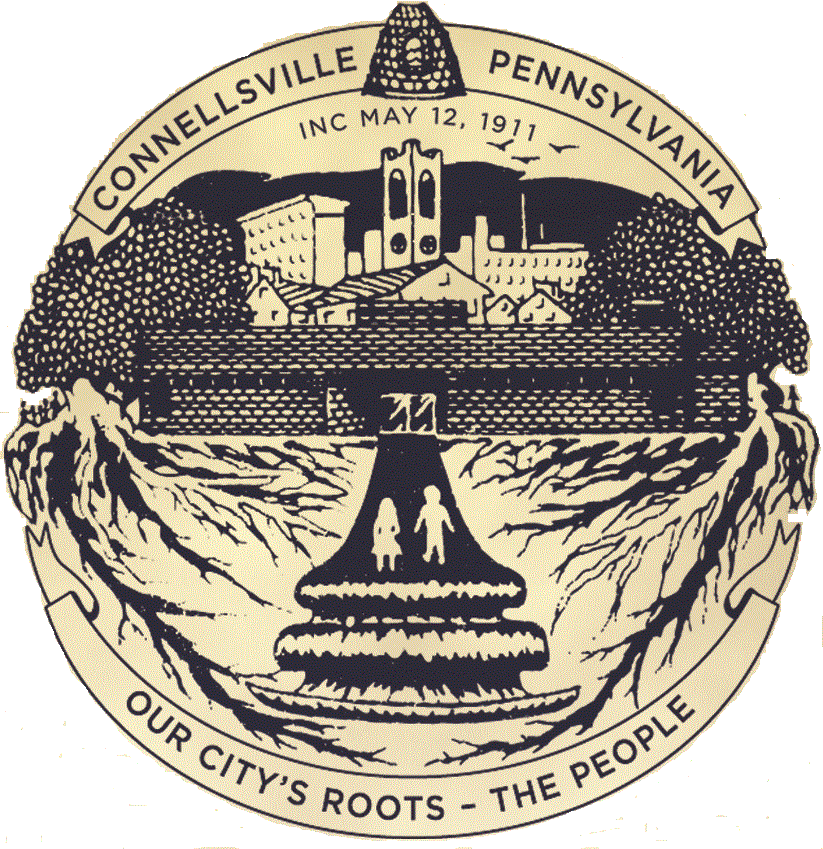 CONNELLSVILLE PENNSYLVANIA
INC MAY 12, 1911
OUR CITY'S ROOTS - THE PEOPLE